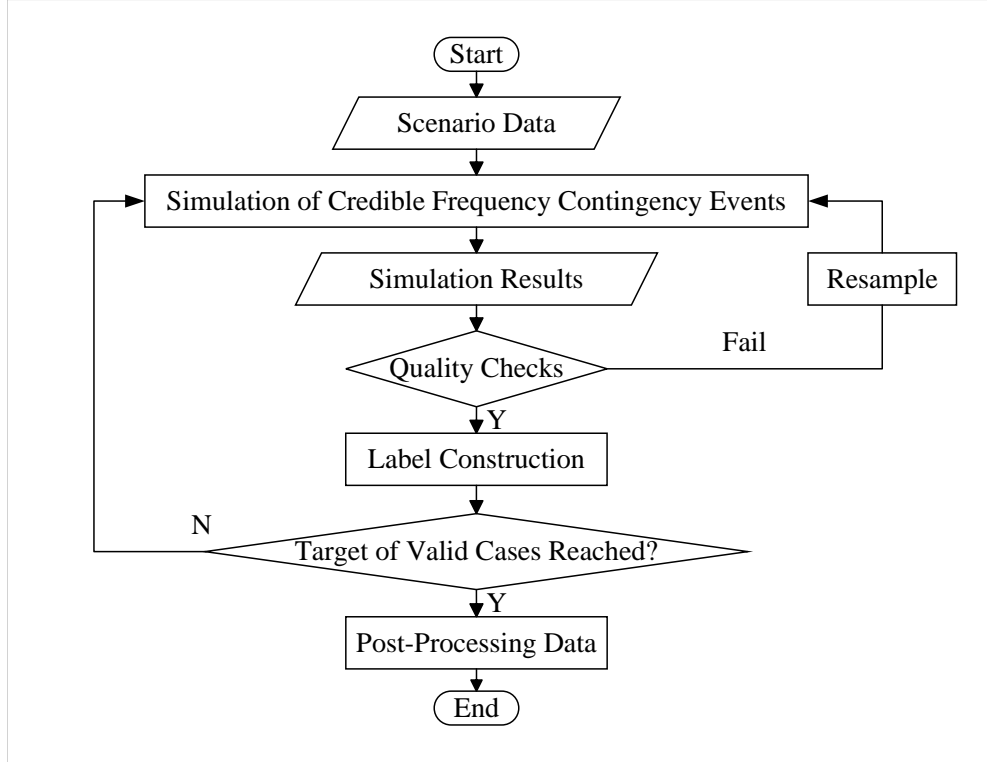 Start
Scenario Data
Simulation of Credible Frequency Contingency Events
Simulation Results
Resample
Fail
Quality Checks
Y
Label Construction
N
Target of Valid Cases Reached?
Y
Post-Processing Data
End